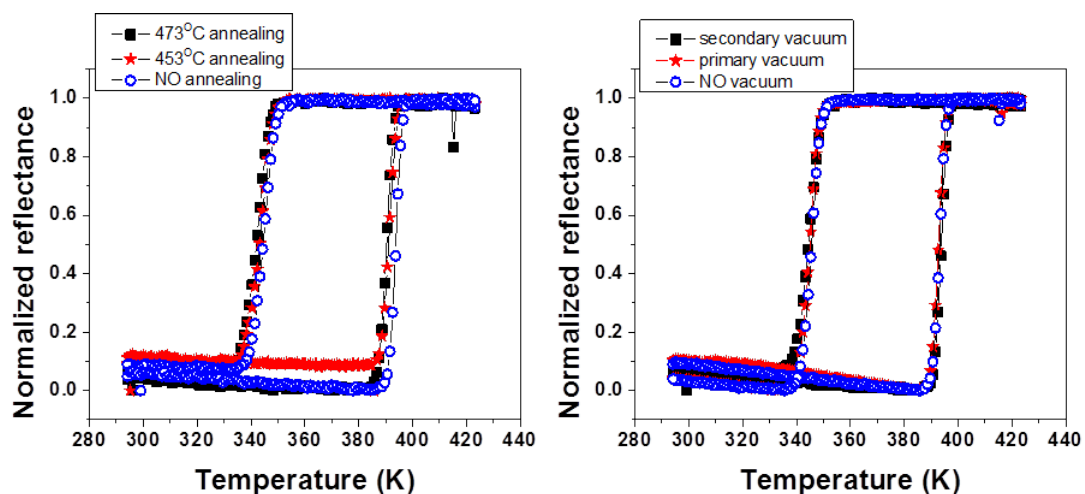 473°C annealing
453°C annealing
NO annealing
1.0
0.8
0.6
0.4
0.2
0.0
Normalized reflectance
280 300 320 340 360 380 400 420 440
Temperature (K)
secondary vacuum
primary vacuum
NO vacuum
1.0
0.8
0.6
0.4
0.2
0.0
Normalized reflectance
280 300 320 340 360 380 400 420 440
Temperature (K)